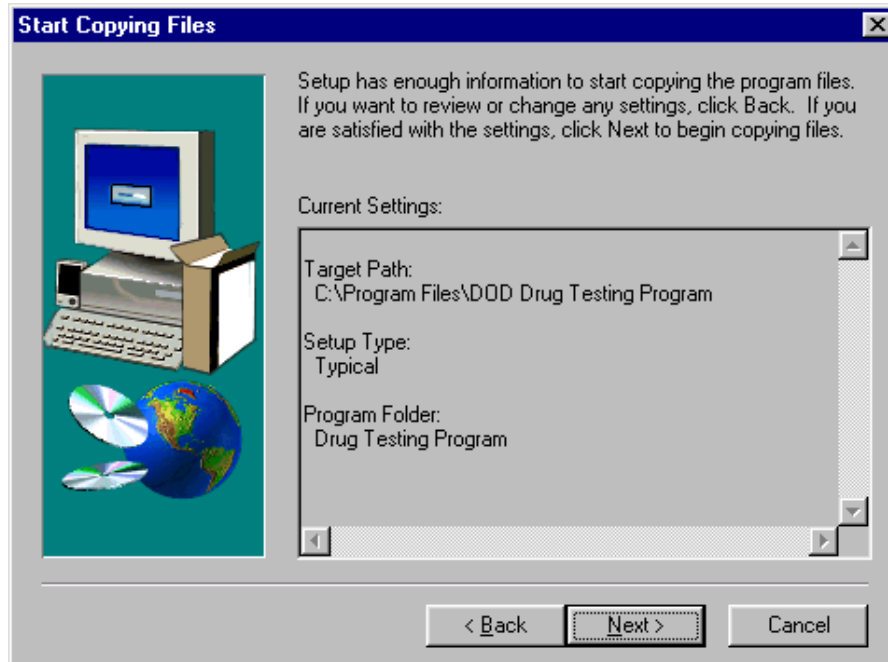 Start Copying Files
Setup has enough information to start copying the program files.
If you want to review or change any settings, click Back.  If you
are satisfied with the settings, click Next to begin copying files.
Current Settings:
Target Path:
C:\Program Files\DOD Drug Testing Program
Setup Type:
Typical
Program Folder:
Drug Testing Program
< Back
Next >
Cancel